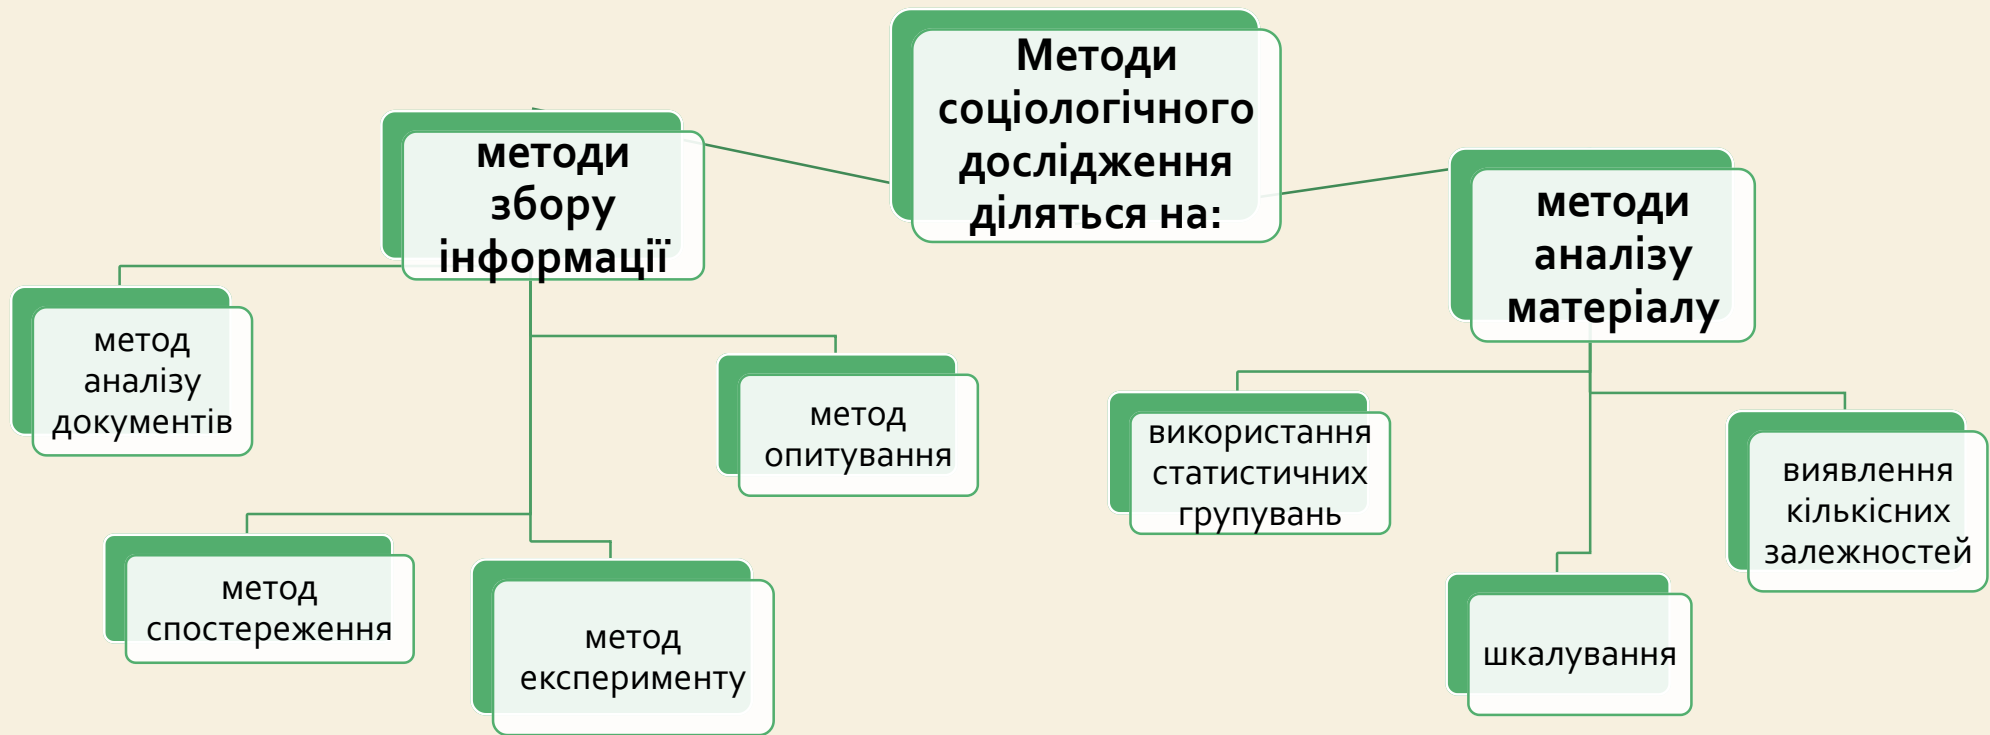 Методи
соціологічного
дослідження
діляться на:
методи
збору
інформації
методи
аналізу
матеріалу
метод
аналізу
документів
метод
опитування
метод
спостереження
метод
експерименту
використання
статистичних
групувань
виявлення
кількісних
залежностей
шкалування